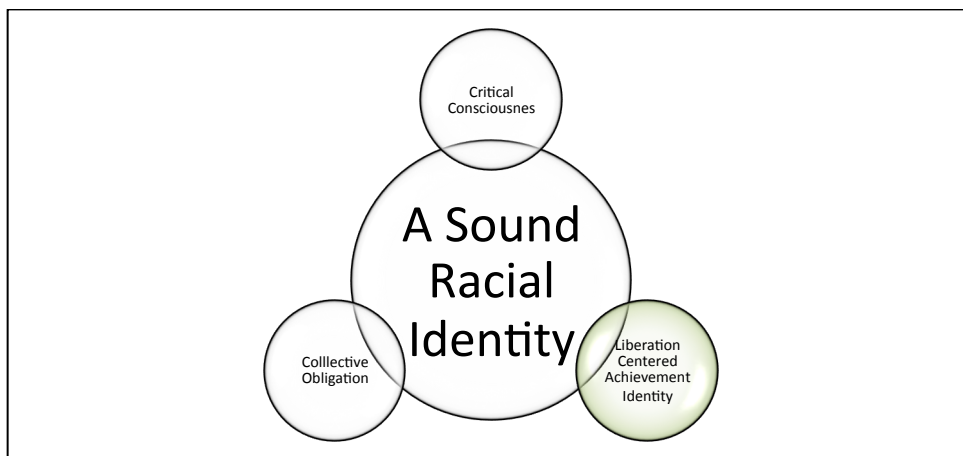 Critical
Consciousnes
A Sound
Racial
Identity
Colllective
Obligation
Liberation
Centered
Achievement
Identity